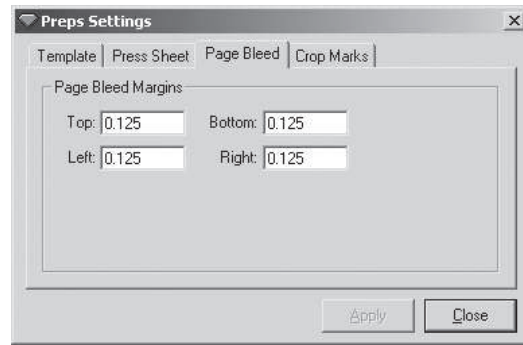 Preps Settings
Template Press Sheet Page Bleed Crop Marks
Page Bleed Margins
Top: 0.125 Bottom: 0.125
Left: 0.125 Right: 0.125
Apply Close